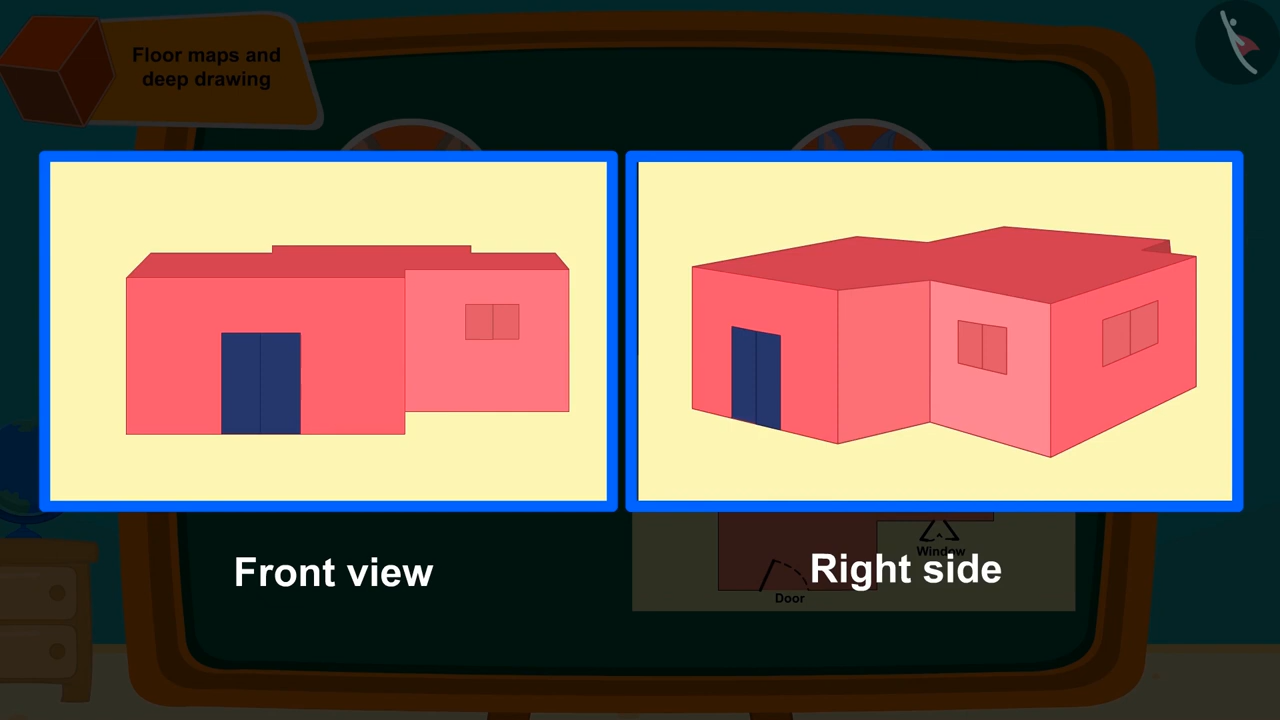 Floor maps and
deep drawing
Front view
Right side
Window
Door